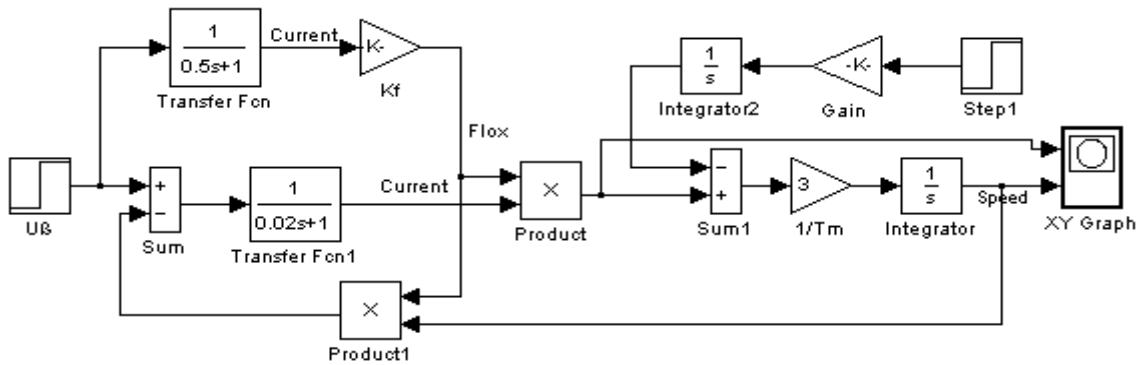 1
0.5s+1
Transfer Fcn
Current
K-
Kf
Flox
1
s
Integrator2
-K-
Gain
Step1
Uß
+
−
Sum
1
0.02s+1
Transfer Fcn1
Current
×
Product
−
+
Sum1
3
1/Tm
1
s
Integrator
Speed
XY Graph
×
Product1